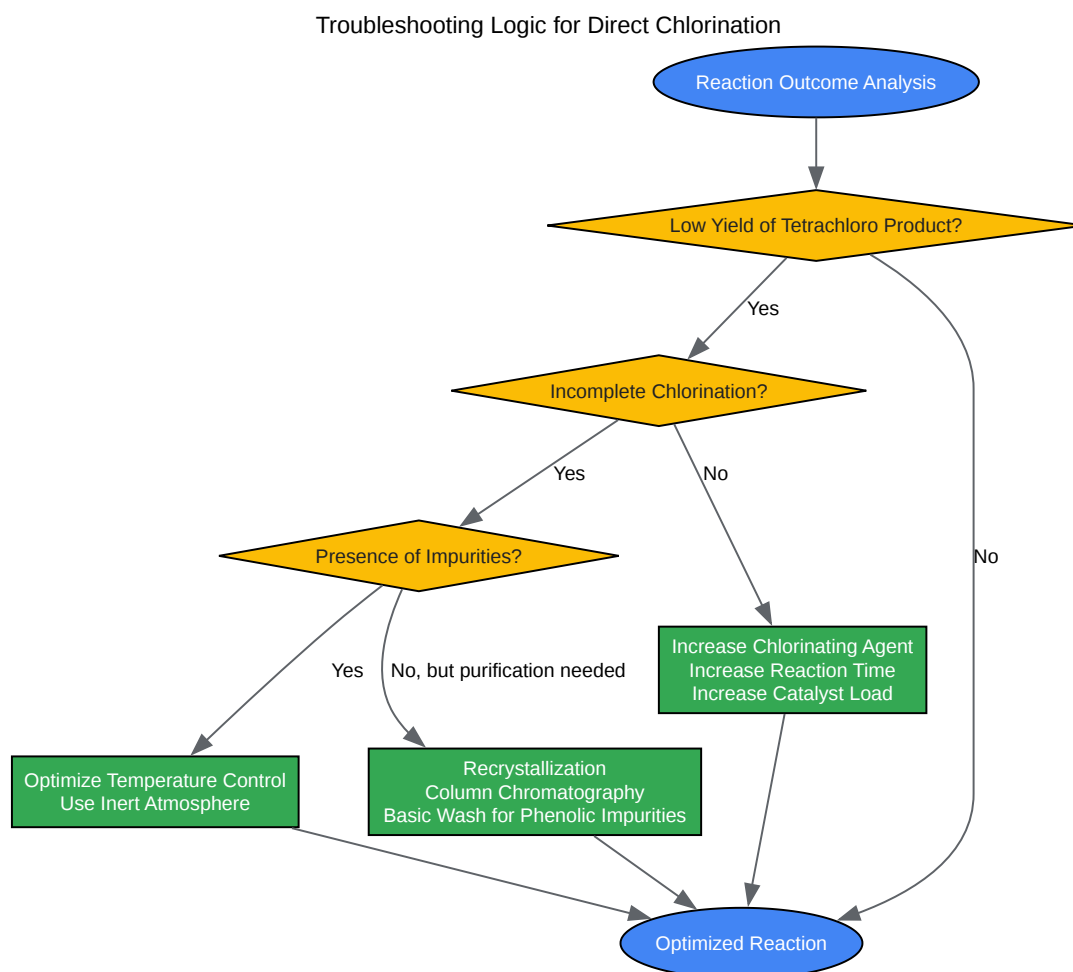 Troubleshooting Logic for Direct Chlorination
Reaction Outcome Analysis
Low Yield of Tetrachloro Product?
Yes
Incomplete Chlorination?
Yes
No
Presence of Impurities?
No
Increase Chlorinating Agent
Increase Reaction Time
Increase Catalyst Load
Yes
No, but purification needed
Optimize Temperature Control
Use Inert Atmosphere
Recrystallization
Column Chromatography
Basic Wash for Phenolic Impurities
Optimized Reaction